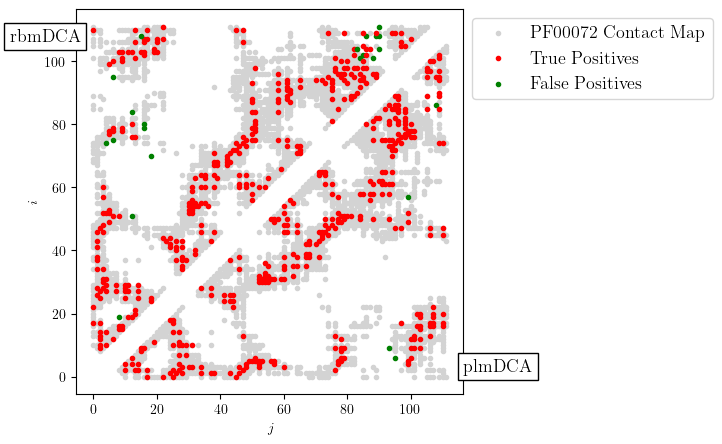 rbmDCA
PF00072 Contact Map
True Positives
False Positives
100
80
60
40
20
0
i
plmDCA
0 20 40 60 80 100
j